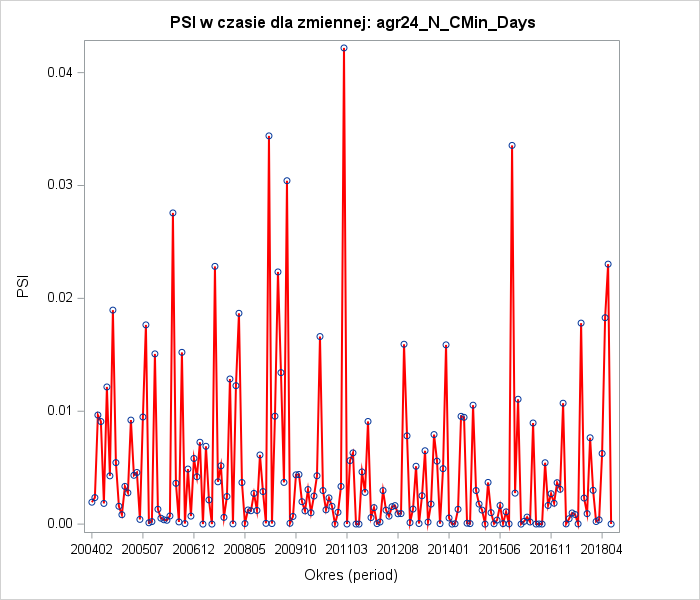 PSI w czasie dla zmiennej: agr24_N_CMin_Days
0.04
0.03
0.02
0.01
0.00
PSI
200402 200507 200612 200805 200910 201103 201208 201401 201506 201611 201804
Okres (period)